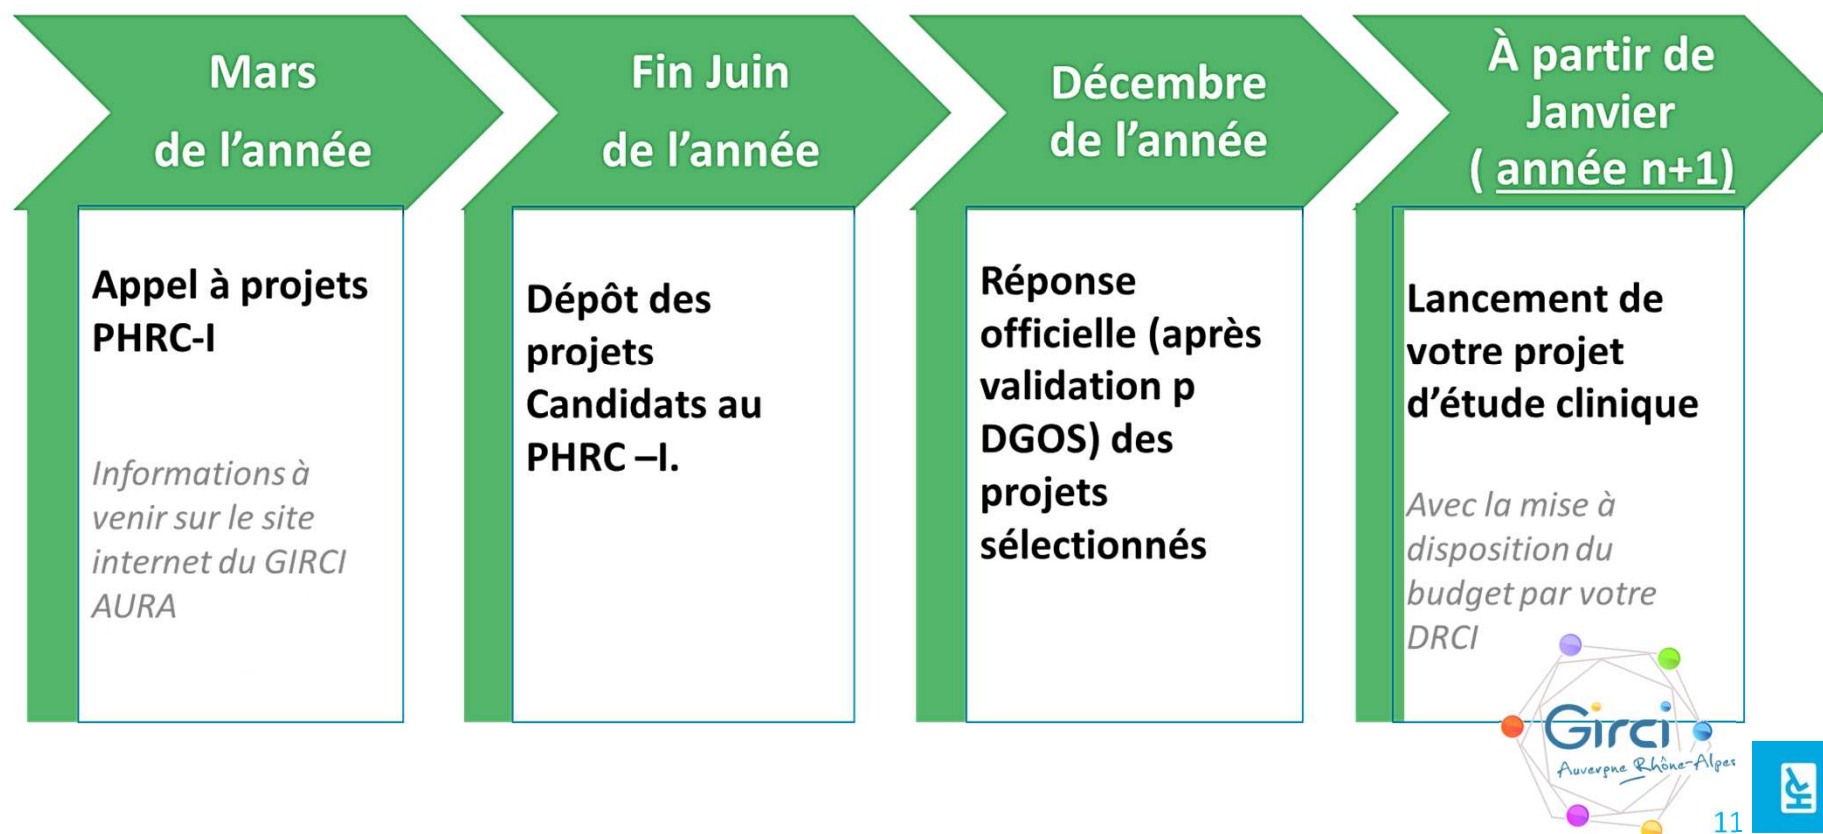 Mars
de l’année
Appel à projets
PHRC-I
Informations à
venir sur le site
internet du GIRCI
AURA
Fin Juin
de l’année
Dépôt des
projets
Candidats au
PHRC –I.
Décembre
de l’année
Réponse
officielle (après
validation p
DGOS) des
projets
sélectionnés
À partir de
Janvier
( année n+1)
Lancement de
votre projet
d’étude clinique
Avec la mise à
disposition du
budget par votre
DRCI
Girci
Auvergne Rhône-Alpes
11